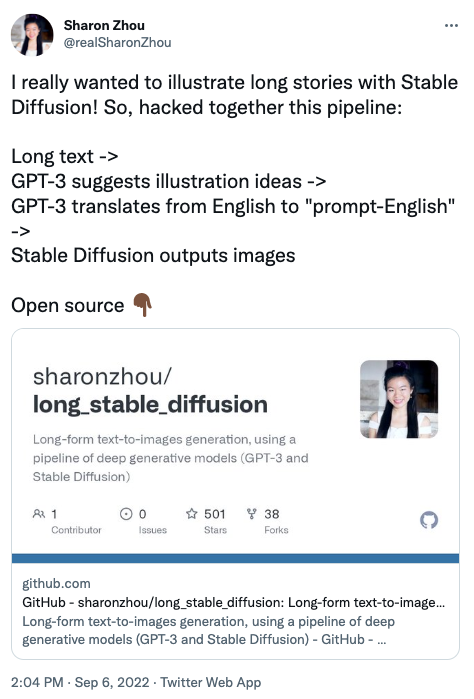 Sharon Zhou
@realSharonZhou
I really wanted to illustrate long stories with Stable
Diffusion! So, hacked together this pipeline:
Long text ->
GPT-3 suggests illustration ideas ->
GPT-3 translates from English to "prompt-English"
->
Stable Diffusion outputs images
Open source 👇🏾
sharonzhou/
long_stable_diffusion
Long-form text-to-images generation, using a
pipeline of deep generative models (GPT-3 and
Stable Diffusion)
1 0 501 38
Contributor Issues Stars Forks
github.com
GitHub - sharonzhou/long_stable_diffusion: Long-form text-to-image...
Long-form text-to-images generation, using a pipeline of deep
generative models (GPT-3 and Stable Diffusion) - GitHub - ...
2:04 PM · Sep 6, 2022 · Twitter Web App